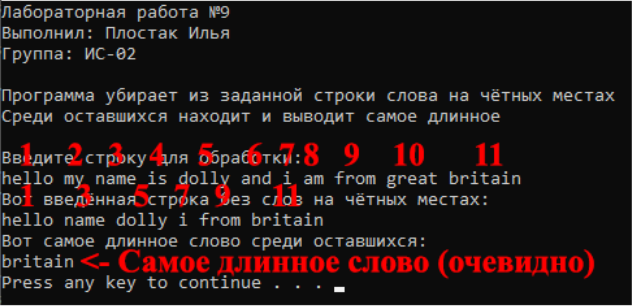 Лабораторная работа №9
Выполнил: Плостак Илья
Группа: ИС-02
Программа убирает из заданной строки слова на чётных местах
Среди оставшихся находит и выводит самое длинное
1 2 3 4 5 6 7 8 9 10 11
Введите строку для обработки:
hello my name is dolly and i am from great britain
1 3 5 7 9 11
Вот введённая строка без слов на чётных местах:
hello name dolly i from britain
Вот самое длинное слово среди оставшихся:
britain <- Самое длинное слово (очевидно)
Press any key to continue . . .